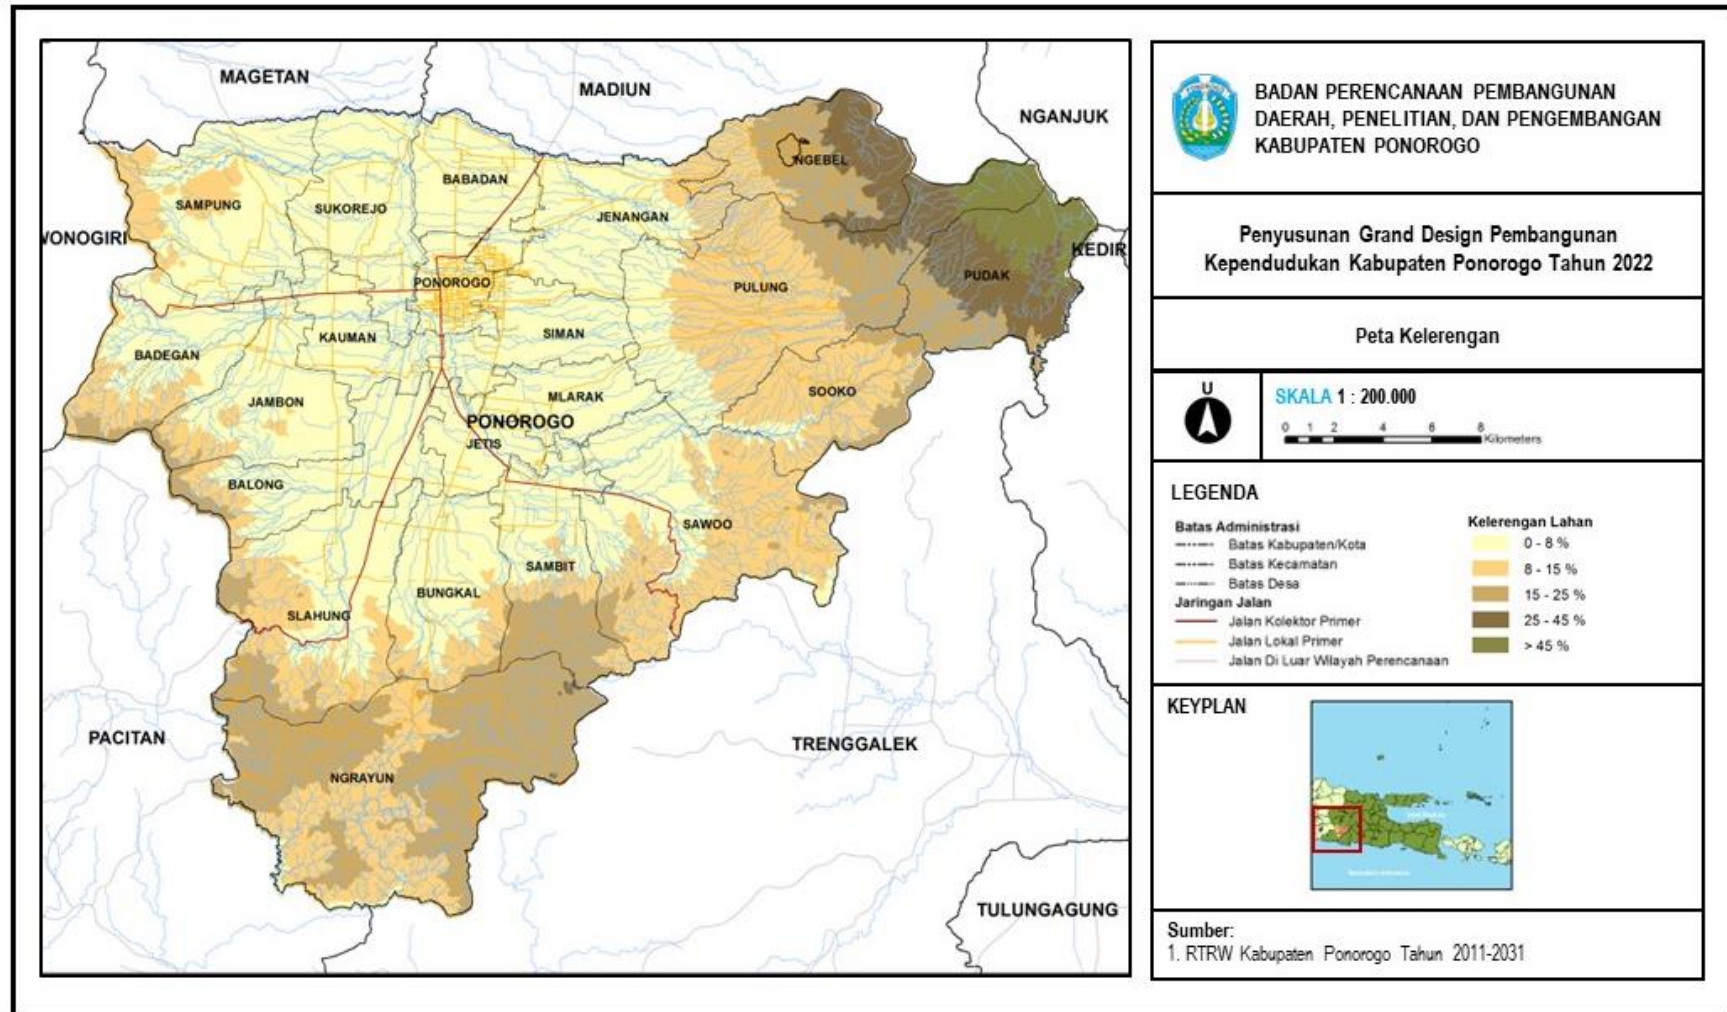 MAGETAN
MADIUN
NGANJUK
NGEBEL
BABADAN
SAMPUNG
SUKOREJO
JENANGAN
WONOGIRI
KEDIRI
PUDAK
PONOROGO
PULUNG
KAUMAN
SIMAN
BADEGAN
SOOKO
JAMBON
MLARAK
PONOROGO
JETIS
BALONG
SAWOO
SAMBIT
BUNGKAL
SLAHUNG
PACITAN
TRENGGALEK
NGRAYUN
TULUNGAGUNG
PONOROGO
BADAN PERENCANAAN PEMBANGUNAN
DAERAH, PENELITIAN, DAN PENGEMBANGAN
KABUPATEN PONOROGO
Penyusunan Grand Design Pembangunan
Kependudukan Kabupaten Ponorogo Tahun 2022
Peta Kelerengan
U
SKALA 1 : 200.000
0 1 2 4 6 8
Kilometers
LEGENDA
Batas Administrasi
Batas Kabupaten/Kota
Batas Kecamatan
Batas Desa
Jaringan Jalan
Jalan Kolektor Primer
Jalan Lokal Primer
Jalan Di Luar Wilayah Perencanaan
Kelerengan Lahan
0 - 8 %
8 - 15 %
15 - 25 %
25 - 45 %
> 45 %
KEYPLAN
Sumber:
1. RTRW Kabupaten Ponorogo Tahun 2011-2031